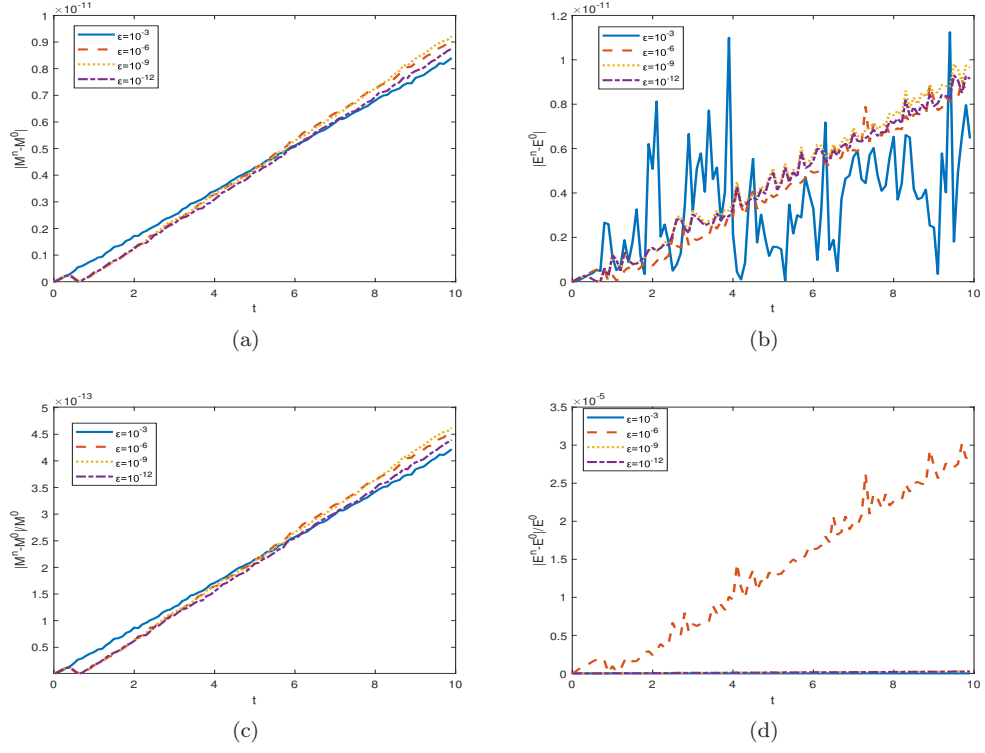 ×10⁻¹¹
1
0.9
0.8
0.7
0.6
0.5
0.4
0.3
0.2
0.1
0
0 2 4 6 8 10
t
|Mⁿ-M⁰|
ε=10⁻³
ε=10⁻⁶
ε=10⁻⁹
ε=10⁻¹²
(a)
×10⁻¹¹
1.2
1
0.8
0.6
0.4
0.2
0
0 2 4 6 8 10
t
|Eⁿ-E⁰|
ε=10⁻³
ε=10⁻⁶
ε=10⁻⁹
ε=10⁻¹²
(b)
×10⁻¹³
5
4.5
4
3.5
3
2.5
2
1.5
1
0.5
0 2 4 6 8 10
t
|Mⁿ-M⁰|/M⁰
ε=10⁻³
ε=10⁻⁶
ε=10⁻⁹
ε=10⁻¹²
(c)
×10⁻⁵
3.5
3
2.5
2
1.5
1
0.5
0
0 2 4 6 8 10
t
|Eⁿ-E⁰|/E⁰
ε=10⁻³
ε=10⁻⁶
ε=10⁻⁹
ε=10⁻¹²
(d)